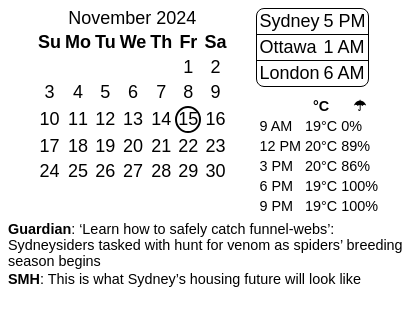 November 2024
Su Mo Tu We Th Fr Sa
1 2
3 4 5 6 7 8 9
10 11 12 13 14 15 16
17 18 19 20 21 22 23
24 25 26 27 28 29 30
Sydney 5 PM
Ottawa 1 AM
London 6 AM
°C ☂
9 AM 19°C 0%
12 PM 20°C 89%
3 PM 20°C 86%
6 PM 19°C 100%
9 PM 19°C 100%
Guardian: ‘Learn how to safely catch funnel-webs’:
Sydneysiders tasked with hunt for venom as spiders’ breeding
season begins
SMH: This is what Sydney’s housing future will look like